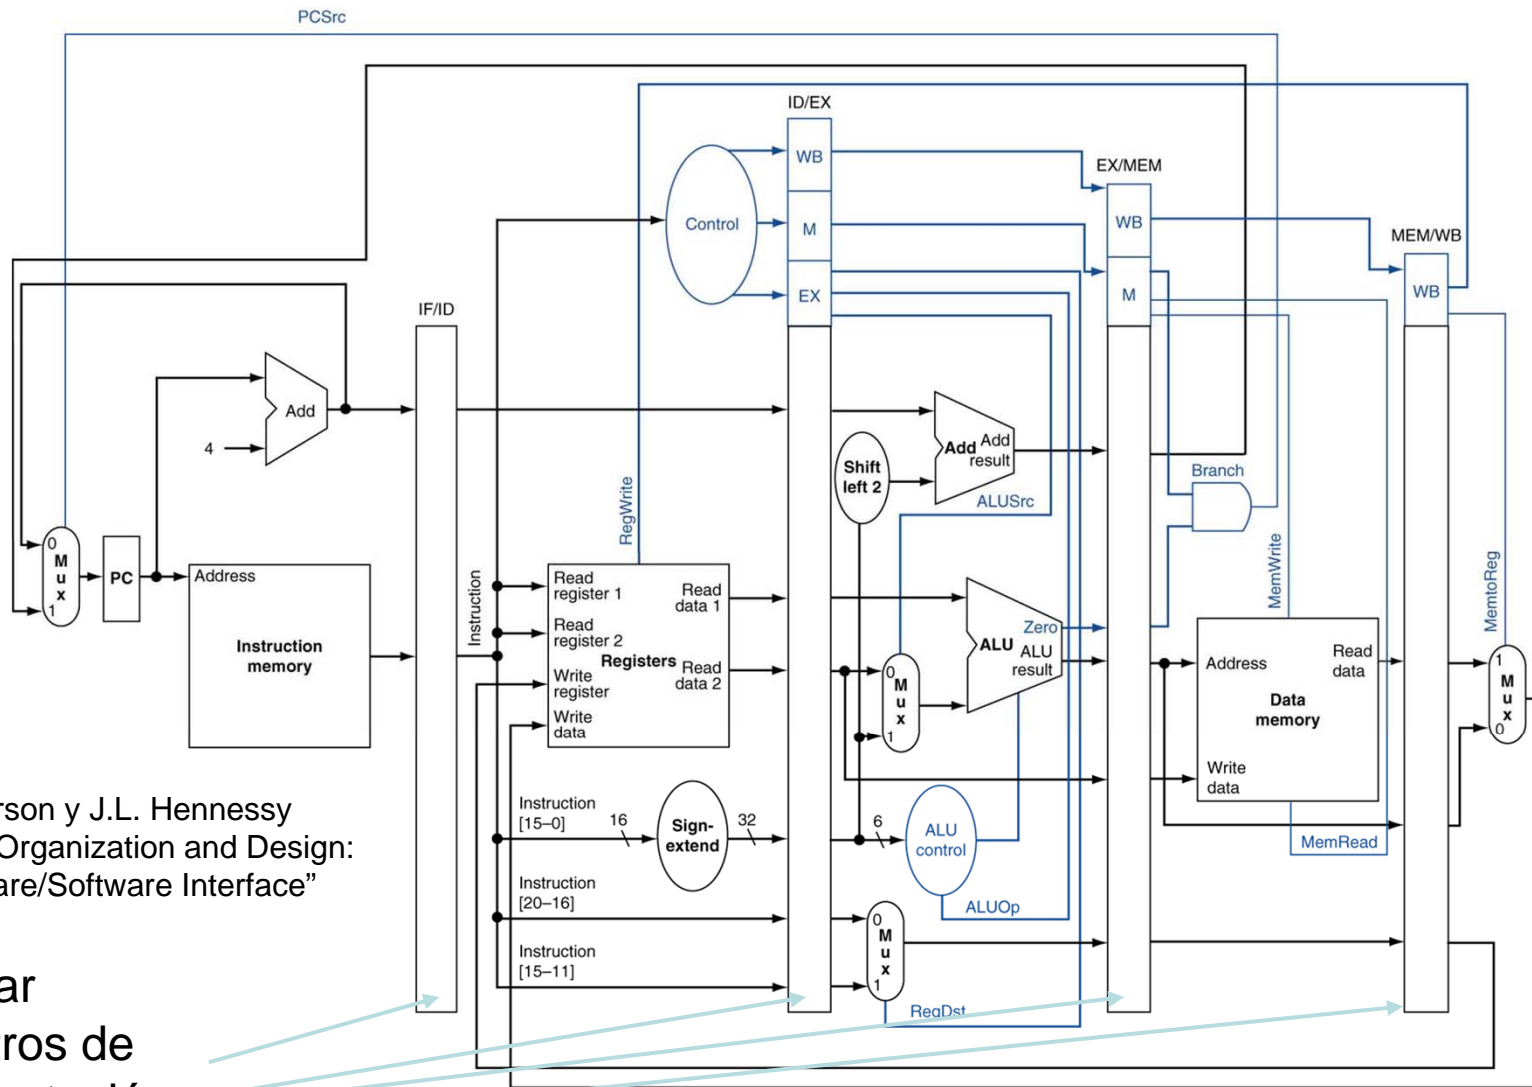 PCSrc
ID/EX
WB
EX/MEM
Control
M
WB
MEM/WB
EX
M
WB
IF/ID
Add
4
Shift
left 2
Add
Add
result
Branch
ALUSrc
RegWrite
MemWrite
MemtoReg
0
M
u
x
1
PC
Address
Instruction
memory
Instruction
Read
register 1
Read
register 2
Write
register
Write
data
Registers
Read
data 1
Read
data 2
0
M
u
x
1
Zero
ALU
ALU
result
Address
Read
data
Data
memory
Write
data
1
M
u
x
0
MemRead
Instruction
[15–0]
16
Sign-
extend
32
6
ALU
control
ALUOp
Instruction
[20–16]
Instruction
[15–11]
0
M
u
x
1
RegDst
rson y J.L. Hennessy
Organization and Design:
are/Software Interface”
ar
ros de